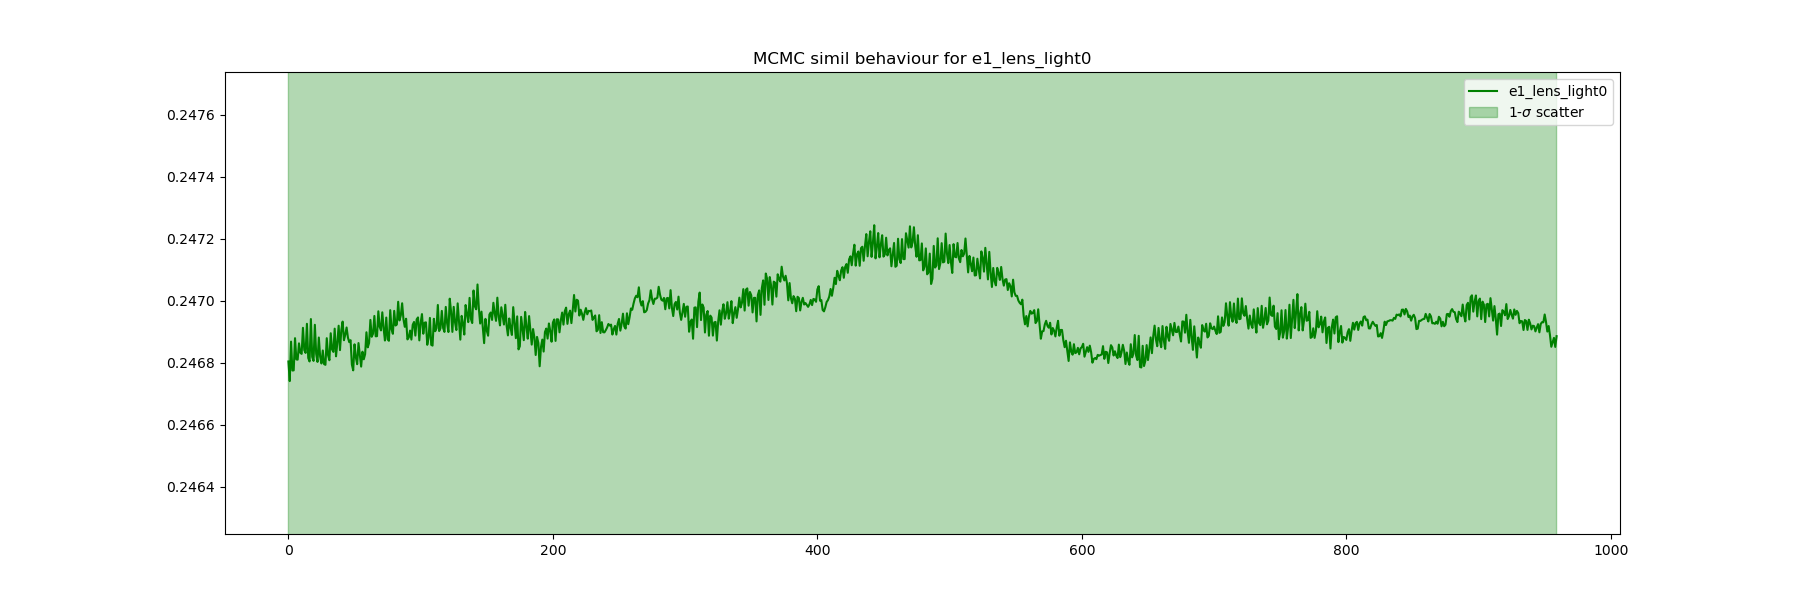 MCMC simil behaviour for e1_lens_light0
e1_lens_light0
1-σ scatter
0.2476
0.2474
0.2472
0.2470
0.2468
0.2466
0.2464
0 200 400 600 800 1000